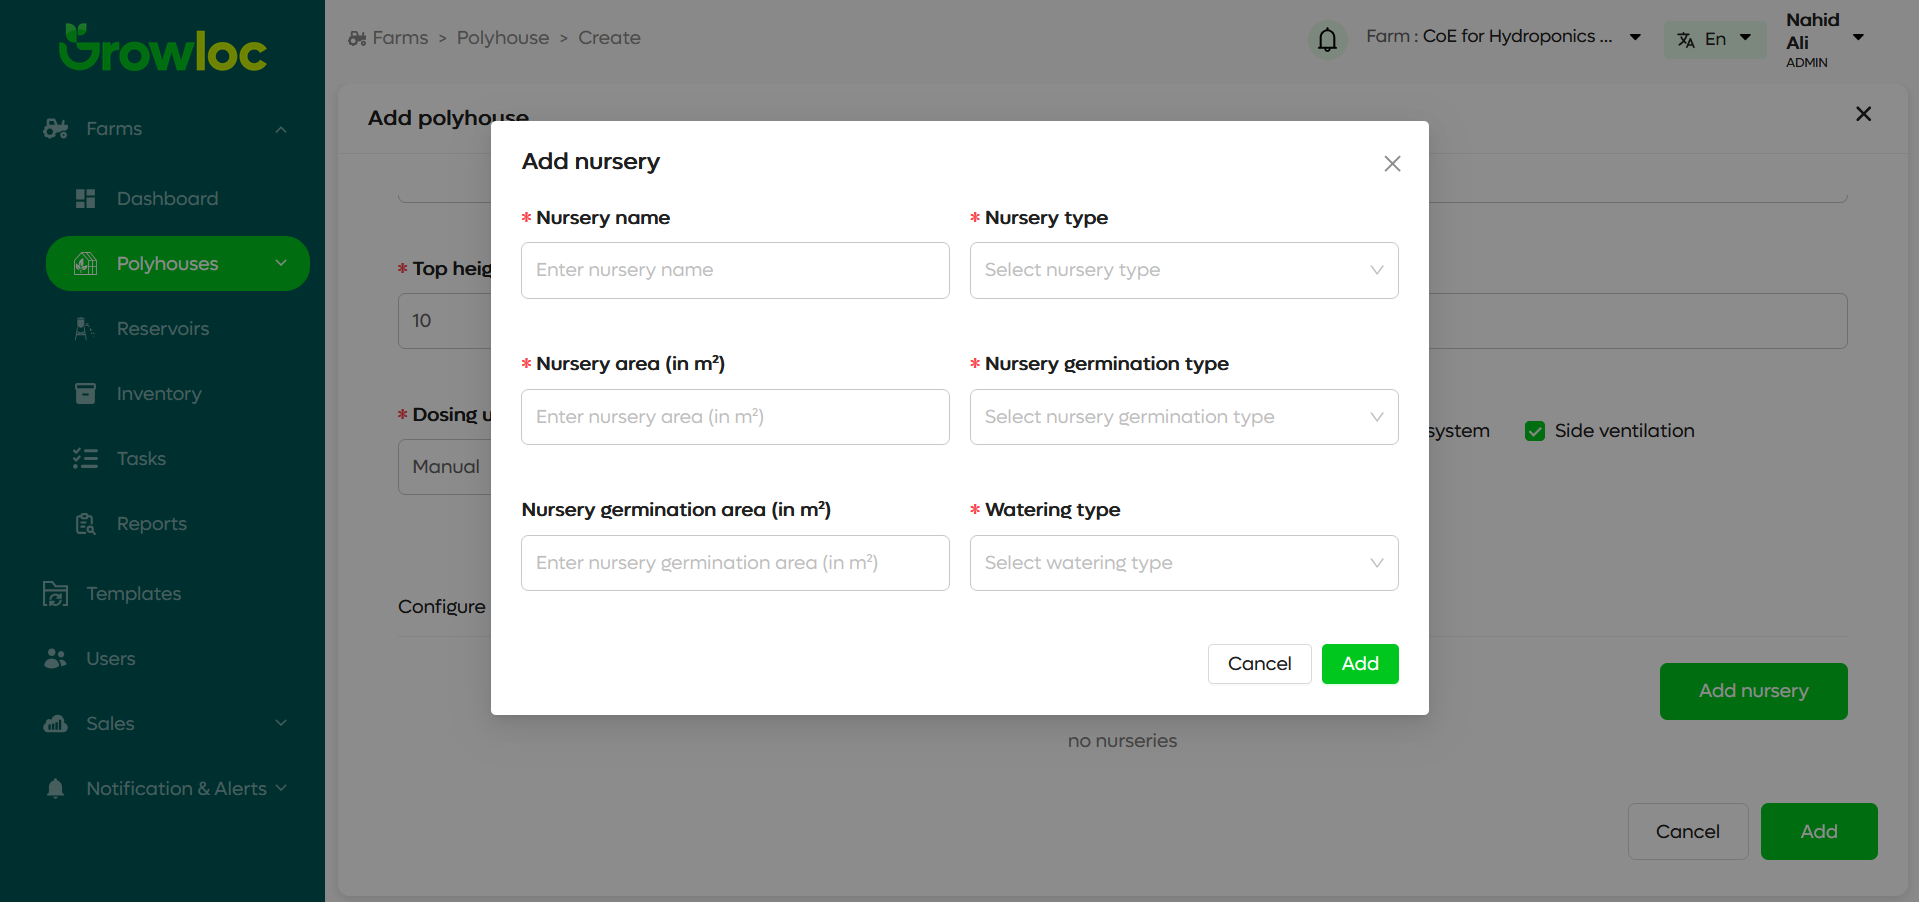 Growloc
Farms > Polyhouse > Create
Farm : CoE for Hydroponics ...
En
Nahid
Ali
ADMIN
Farms
Dashboard
Polyhouses
Reservoirs
Inventory
Tasks
Reports
Templates
Users
Sales
Notification & Alerts
Add polyhouse
* Top heig
10
* Dosing u
Manual
system
Side ventilation
Configure
Add nursery
no nurseries
Cancel
Add
Add nursery
* Nursery name
Enter nursery name
* Nursery type
Select nursery type
* Nursery area (in m²)
Enter nursery area (in m²)
* Nursery germination type
Select nursery germination type
Nursery germination area (in m²)
Enter nursery germination area (in m²)
* Watering type
Select watering type
Cancel
Add